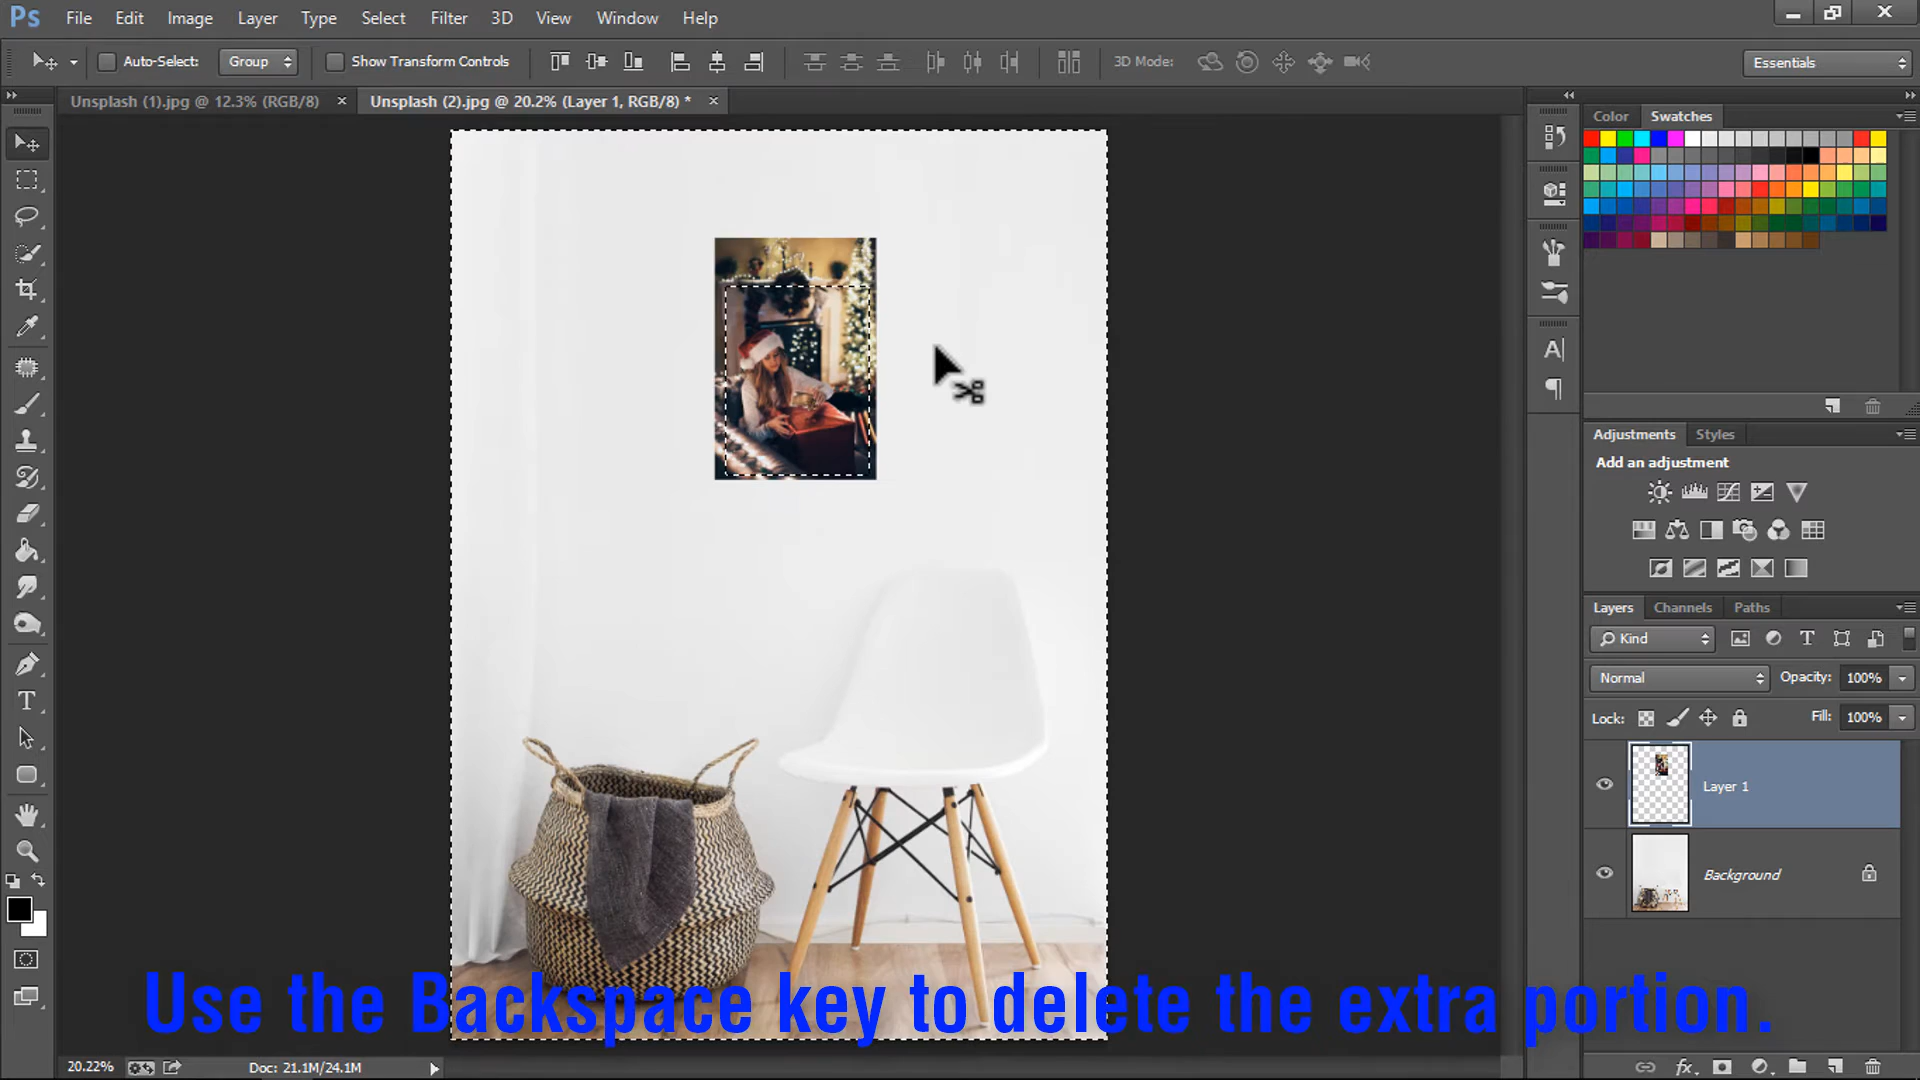 Ps File Edit Image Layer Type Select Filter 3D View Window Help
Auto-Select: Group Show Transform Controls 3D Mode: Essentials
Unsplash (1).jpg @ 12.3% (RGB/8) × Unsplash (2).jpg @ 20.2% (Layer 1, RGB/8) * ×
Color Swatches
Adjustments Styles
Add an adjustment
Layers Channels Paths
Kind
Normal Opacity: 100%
Lock: Fill: 100%
Layer 1
Background
Use the Backspace key to delete the extra portion.
20.22% Doc: 21.1M/24.1M